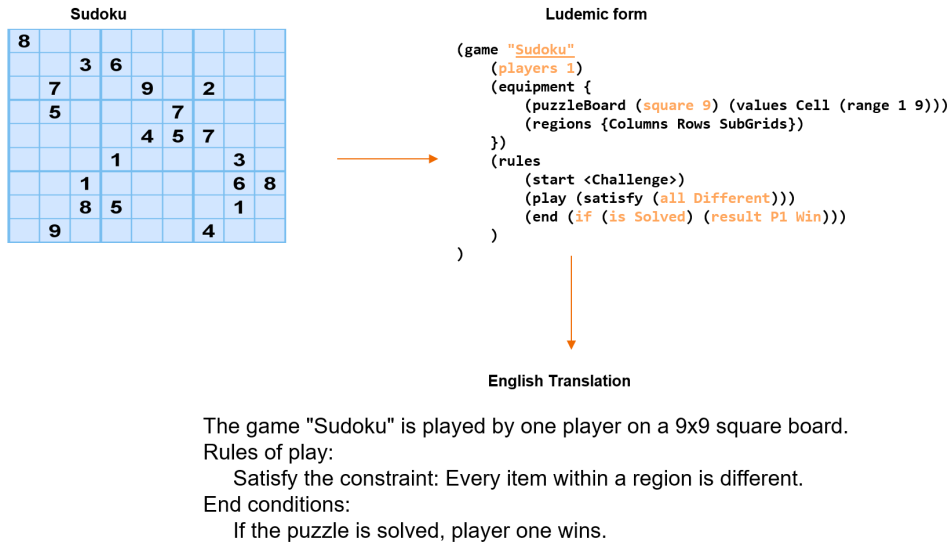 Sudoku
8
3 6
7 9 2
5 7
4 5 7
1 3
1 6 8
8 5 1
9 4
Ludemic form
(game "Sudoku"
(players 1)
(equipment {
(puzzleBoard (square 9) (values Cell (range 1 9)))
(regions {Columns Rows SubGrids})
})
(rules
(start <Challenge>)
(play (satisfy (all Different)))
(end (if (is Solved) (result P1 Win)))
)
)
English Translation
The game "Sudoku" is played by one player on a 9x9 square board.
Rules of play:
Satisfy the constraint: Every item within a region is different.
End conditions:
If the puzzle is solved, player one wins.